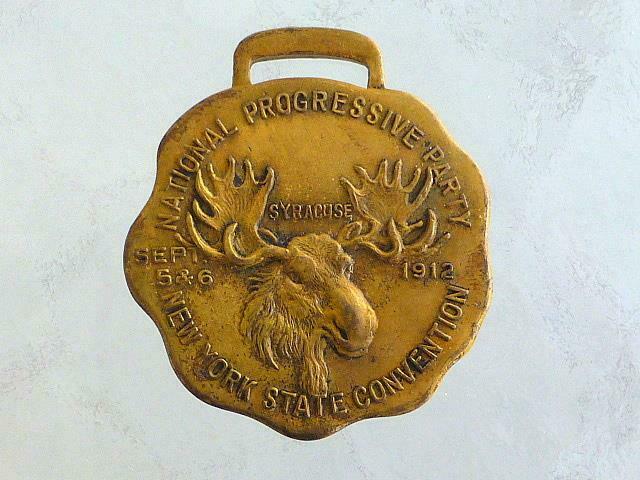 NATIONAL PROGRESSIVE PARTY
SYRACUSE
SEPT.
5&6
1912
NEW YORK STATE CONVENTION